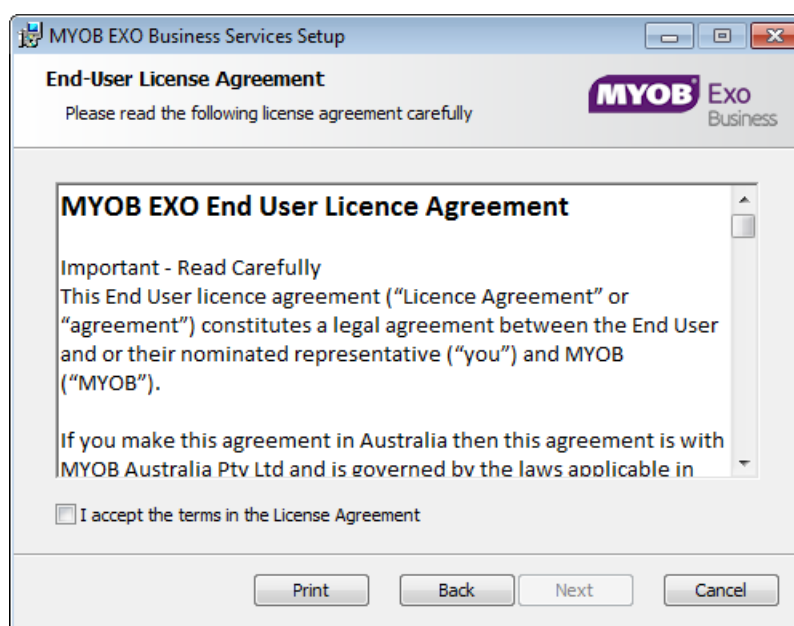 MYOB EXO Business Services Setup
End-User License Agreement
Please read the following license agreement carefully
MYOB Exo
Business
MYOB EXO End User Licence Agreement
Important - Read Carefully
This End User licence agreement (“Licence Agreement” or
“agreement”) constitutes a legal agreement between the End User
and or their nominated representative (“you”) and MYOB
(“MYOB”).
If you make this agreement in Australia then this agreement is with
MYOB Australia Pty Ltd and is governed by the laws applicable in
I accept the terms in the License Agreement
Print Back Next Cancel